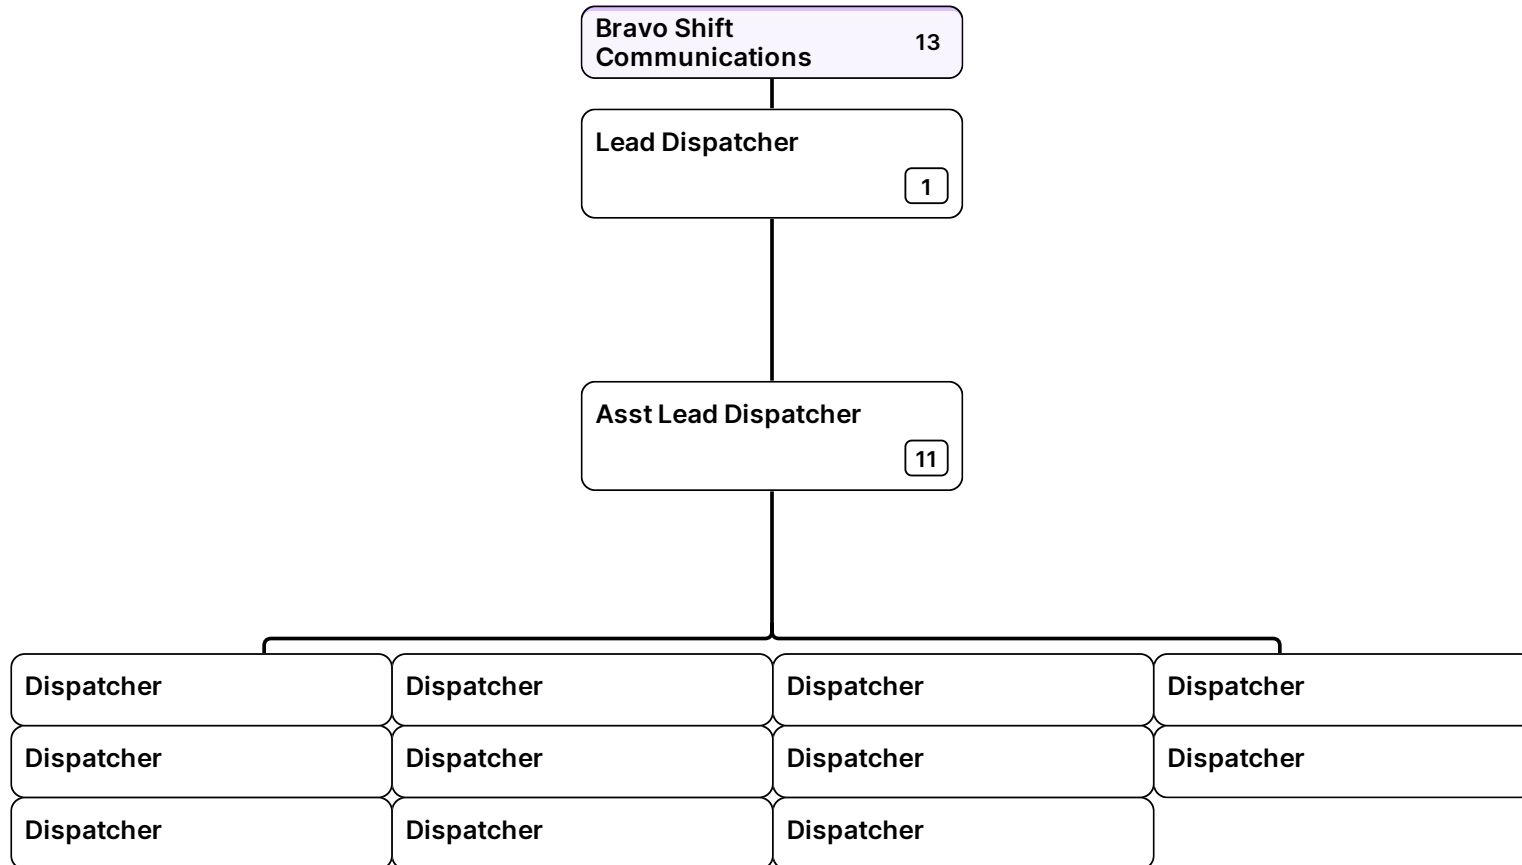 Bravo Shift
Communications
13
Lead Dispatcher
1
Asst Lead Dispatcher
11
Dispatcher
Dispatcher
Dispatcher
Dispatcher
Dispatcher
Dispatcher
Dispatcher
Dispatcher
Dispatcher
Dispatcher
Dispatcher